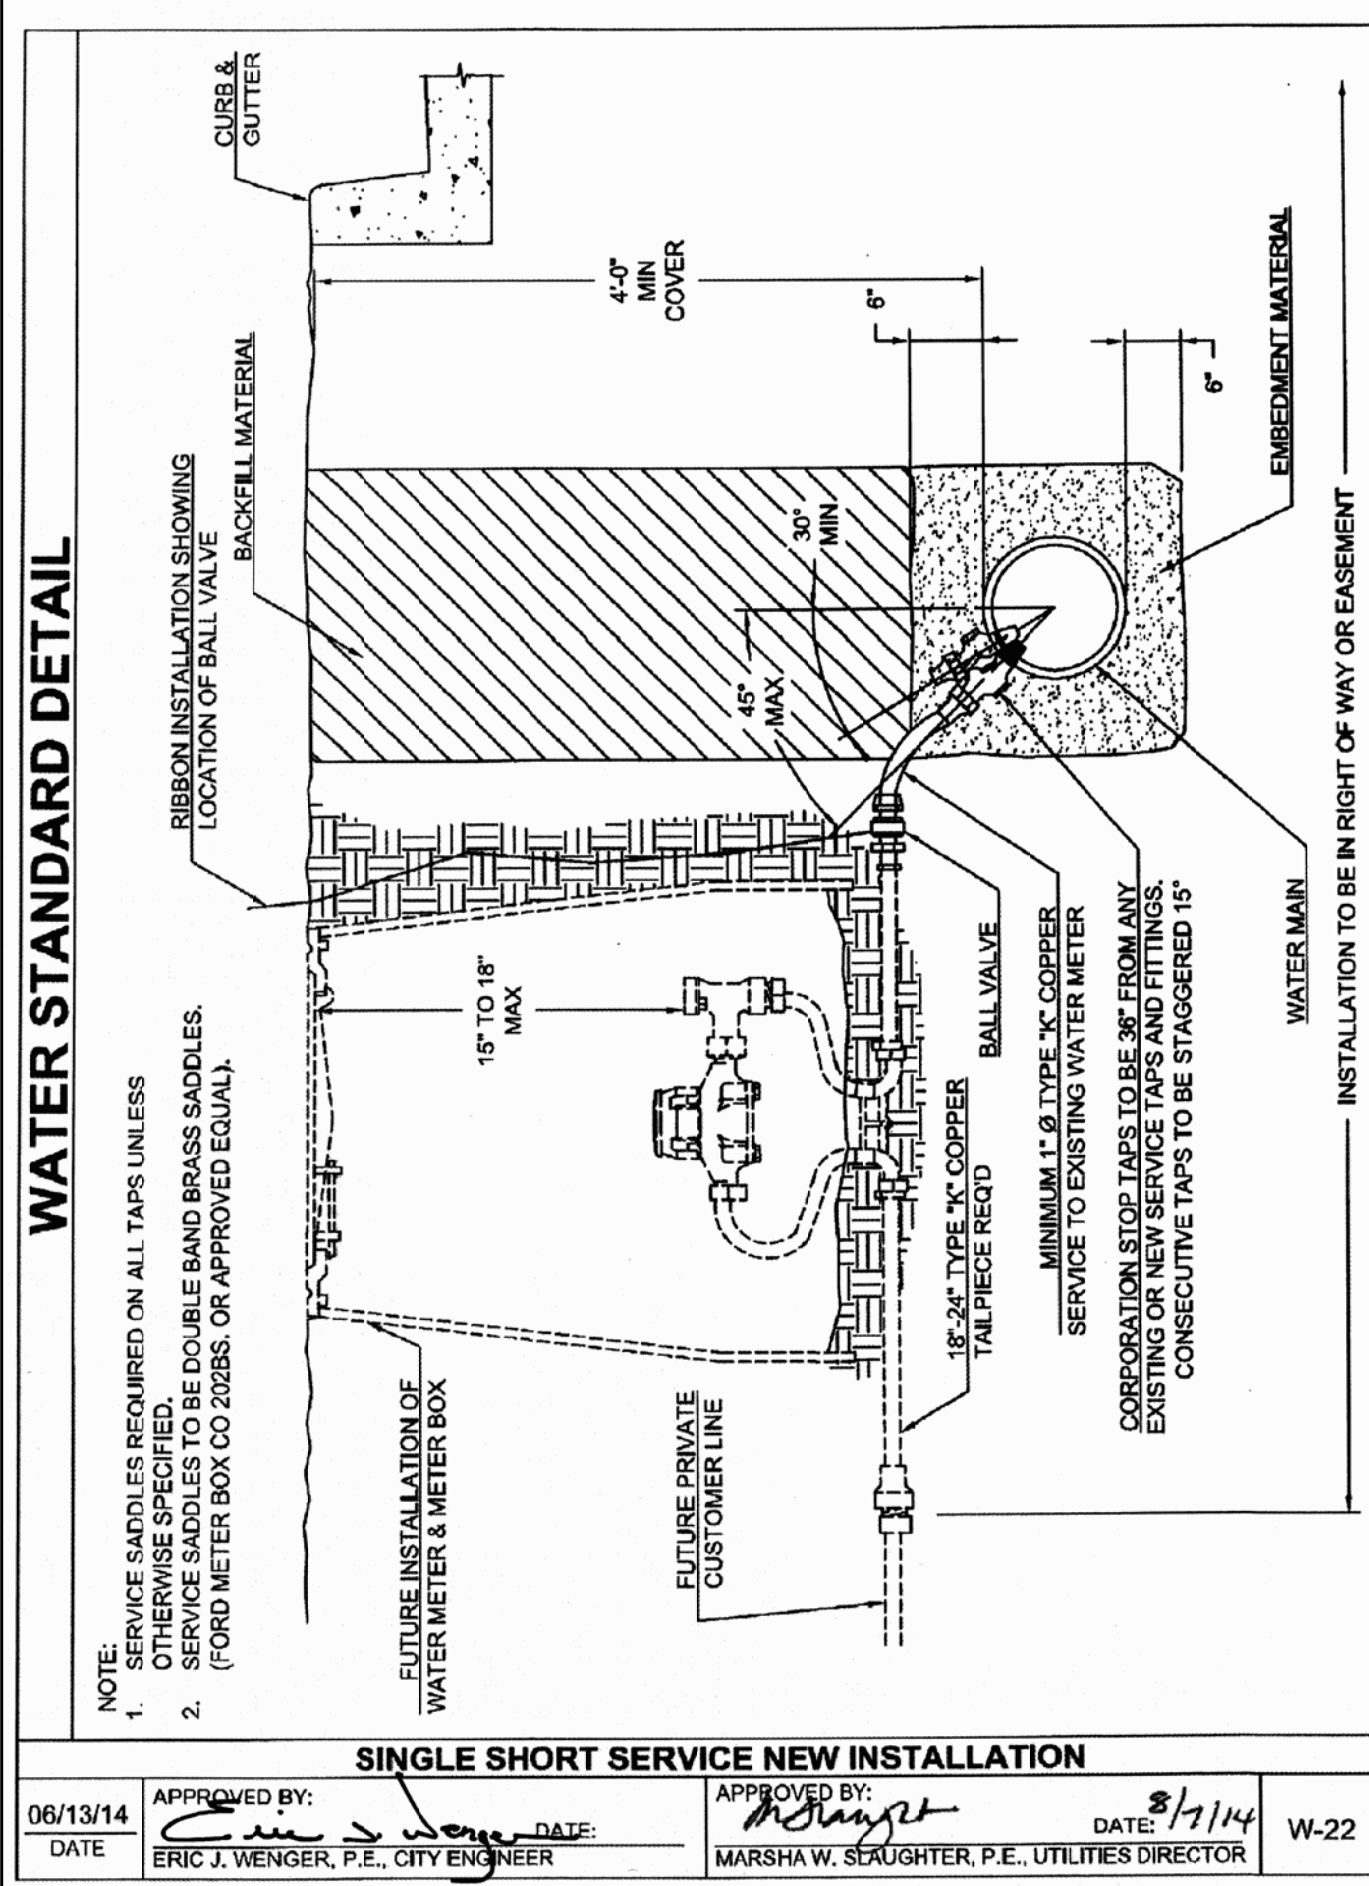 WATER STANDARD DETAIL
NOTE:
1. SERVICE SADDLES REQUIRED ON ALL TAPS UNLESS
OTHERWISE SPECIFIED.
2. SERVICE SADDLES TO BE DOUBLE BAND BRASS SADDLES.
(FORD METER BOX CO 202BS. OR APPROVED EQUAL).
RIBBON INSTALLATION SHOWING
LOCATION OF BALL VALVE
BACKFILL MATERIAL
CURB &
GUTTER
4'-0"
MIN
COVER
6"
6"
30°
MIN
45°
MAX
15" TO 18"
MAX
FUTURE INSTALLATION OF
WATER METER & METER BOX
FUTURE PRIVATE
CUSTOMER LINE
18"-24" TYPE "K" COPPER
TAILPIECE REQ'D
BALL VALVE
MINIMUM 1" Ø TYPE "K" COPPER
SERVICE TO EXISTING WATER METER
CORPORATION STOP TAPS TO BE 36" FROM ANY
EXISTING OR NEW SERVICE TAPS AND FITTINGS.
CONSECUTIVE TAPS TO BE STAGGERED 15°
WATER MAIN
EMBEDMENT MATERIAL
INSTALLATION TO BE IN RIGHT OF WAY OR EASEMENT
SINGLE SHORT SERVICE NEW INSTALLATION
06/13/14
DATE
APPROVED BY:
Eric J. Wenger DATE:
ERIC J. WENGER, P.E., CITY ENGINEER
APPROVED BY:
DATE: 8/7/14
MARSHA W. SLAUGHTER, P.E., UTILITIES DIRECTOR
W-22